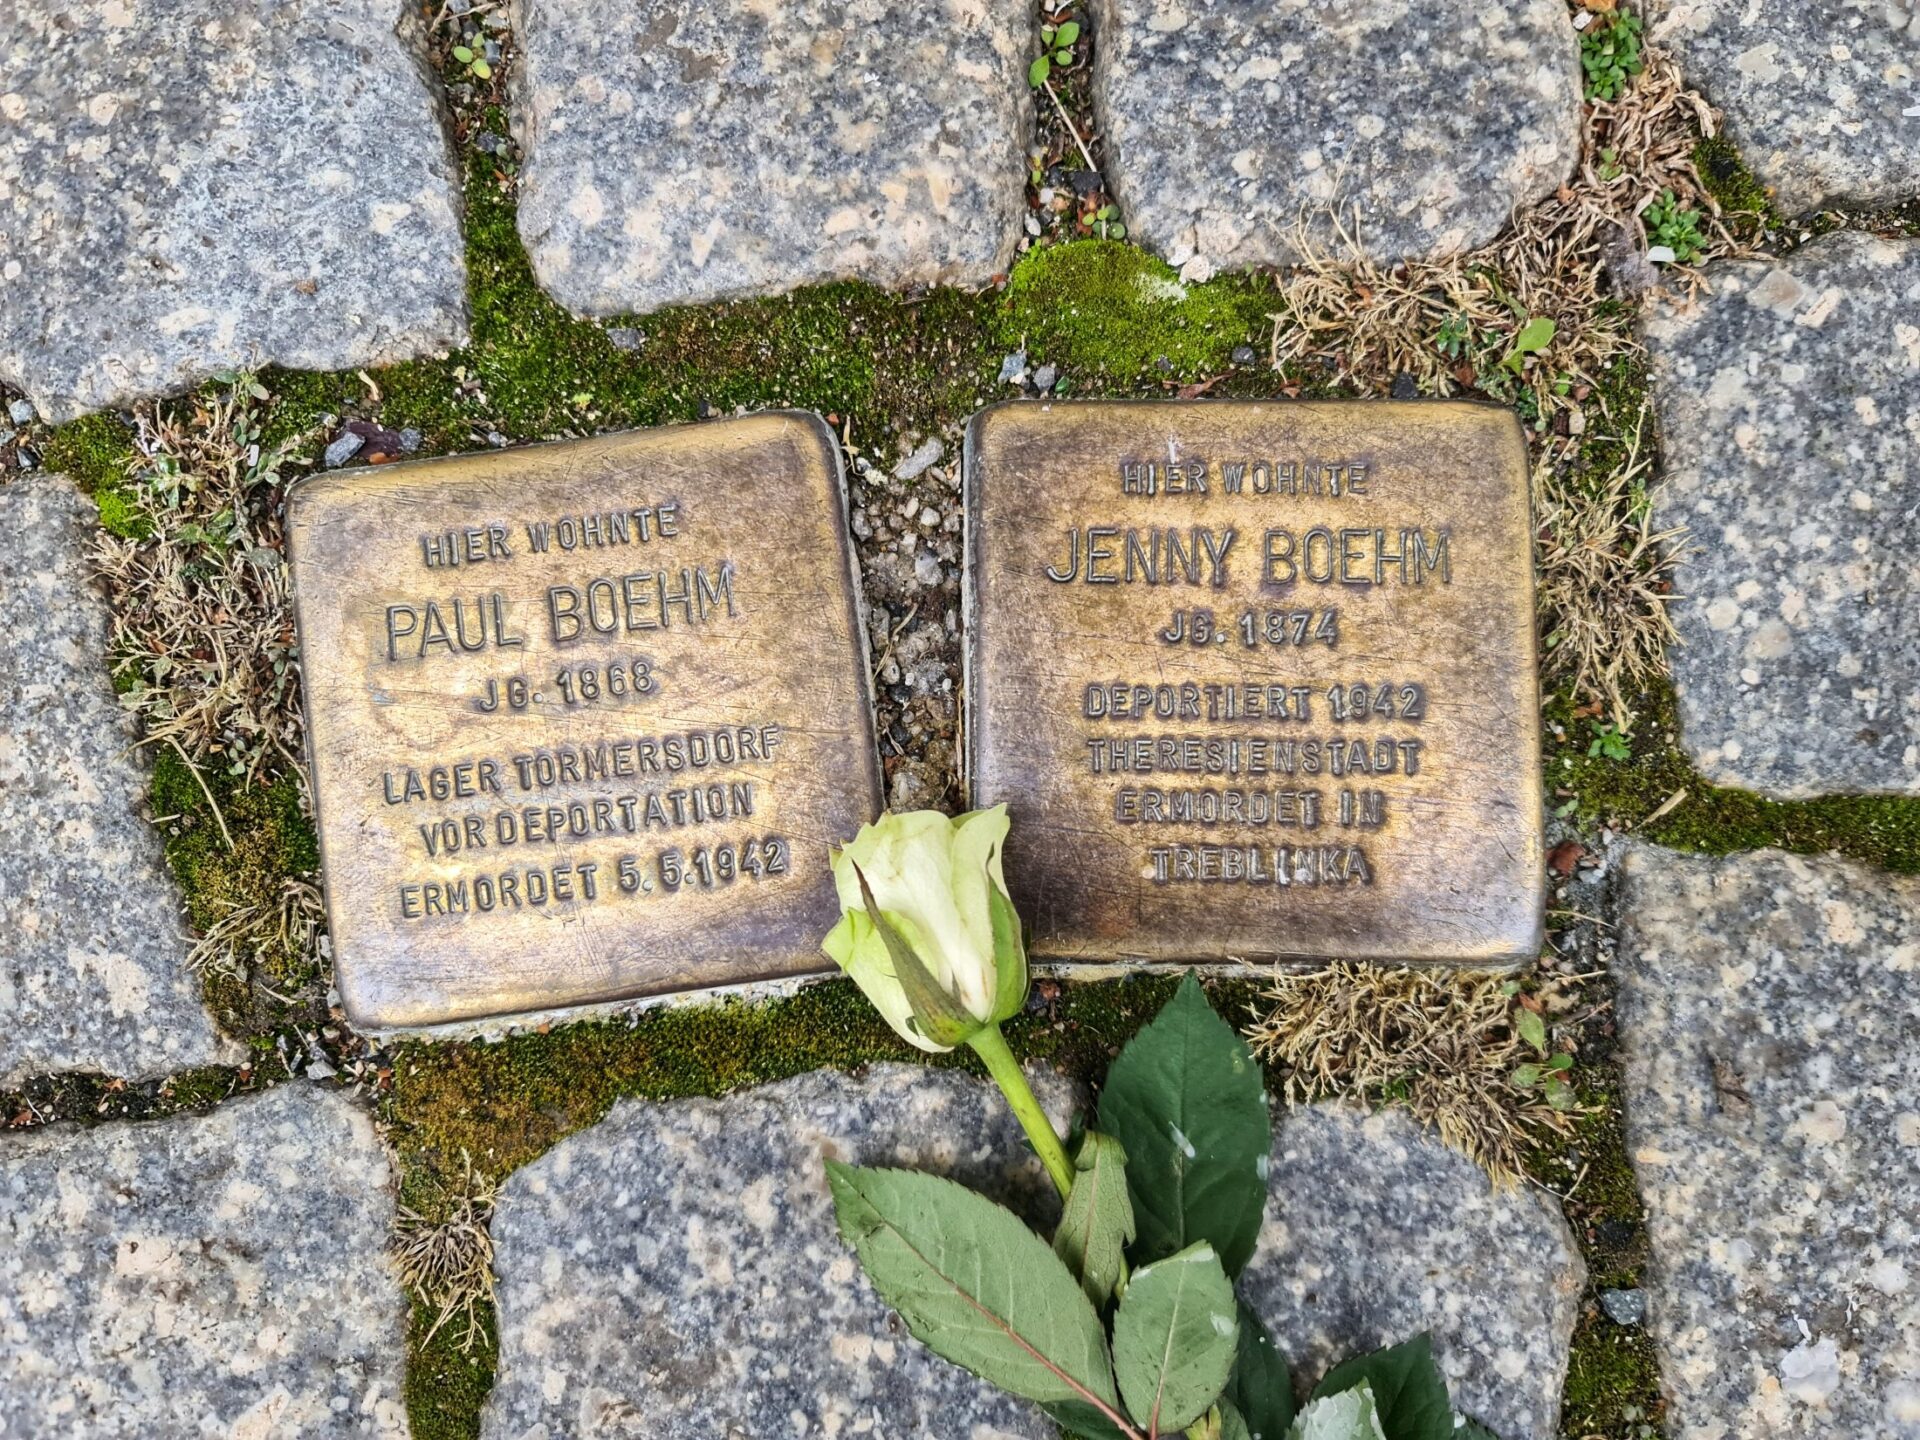 HIER WOHNTE
PAUL BOEHM
JG. 1868
LAGER TORMERSDORF
VOR DEPORTATION
ERMORDET 5.5.1942
HIER WOHNTE
JENNY BOEHM
JG. 1874
DEPORTIERT 1942
THERESIENSTADT
ERMORDET IN
TREBLINKA